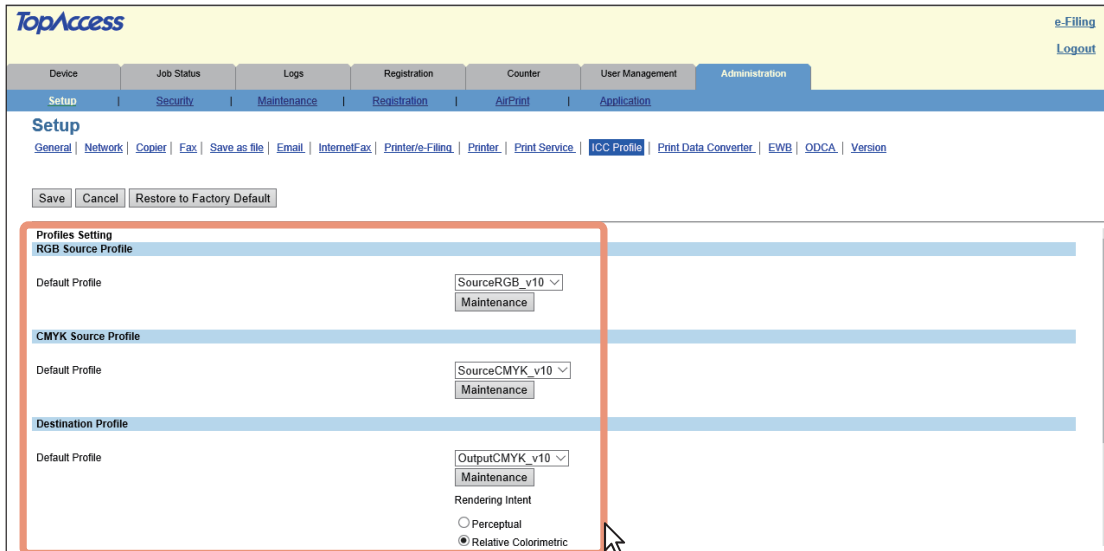 TopAccess
e-Filing
Logout
Device Job Status Logs Registration Counter User Management Administration
Setup | Security | Maintenance | Registration | AirPrint | Application
Setup
General | Network | Copier | Fax | Save as file | Email | InternetFax | Printer/e-Filing | Printer | Print Service | ICC Profile | Print Data Converter | EWB | ODCA | Version
Save Cancel Restore to Factory Default
Profiles Setting
RGB Source Profile
Default Profile SourceRGB_v10
Maintenance
CMYK Source Profile
Default Profile SourceCMYK_v10
Maintenance
Destination Profile
Default Profile OutputCMYK_v10
Maintenance
Rendering Intent
Perceptual
Relative Colorimetric